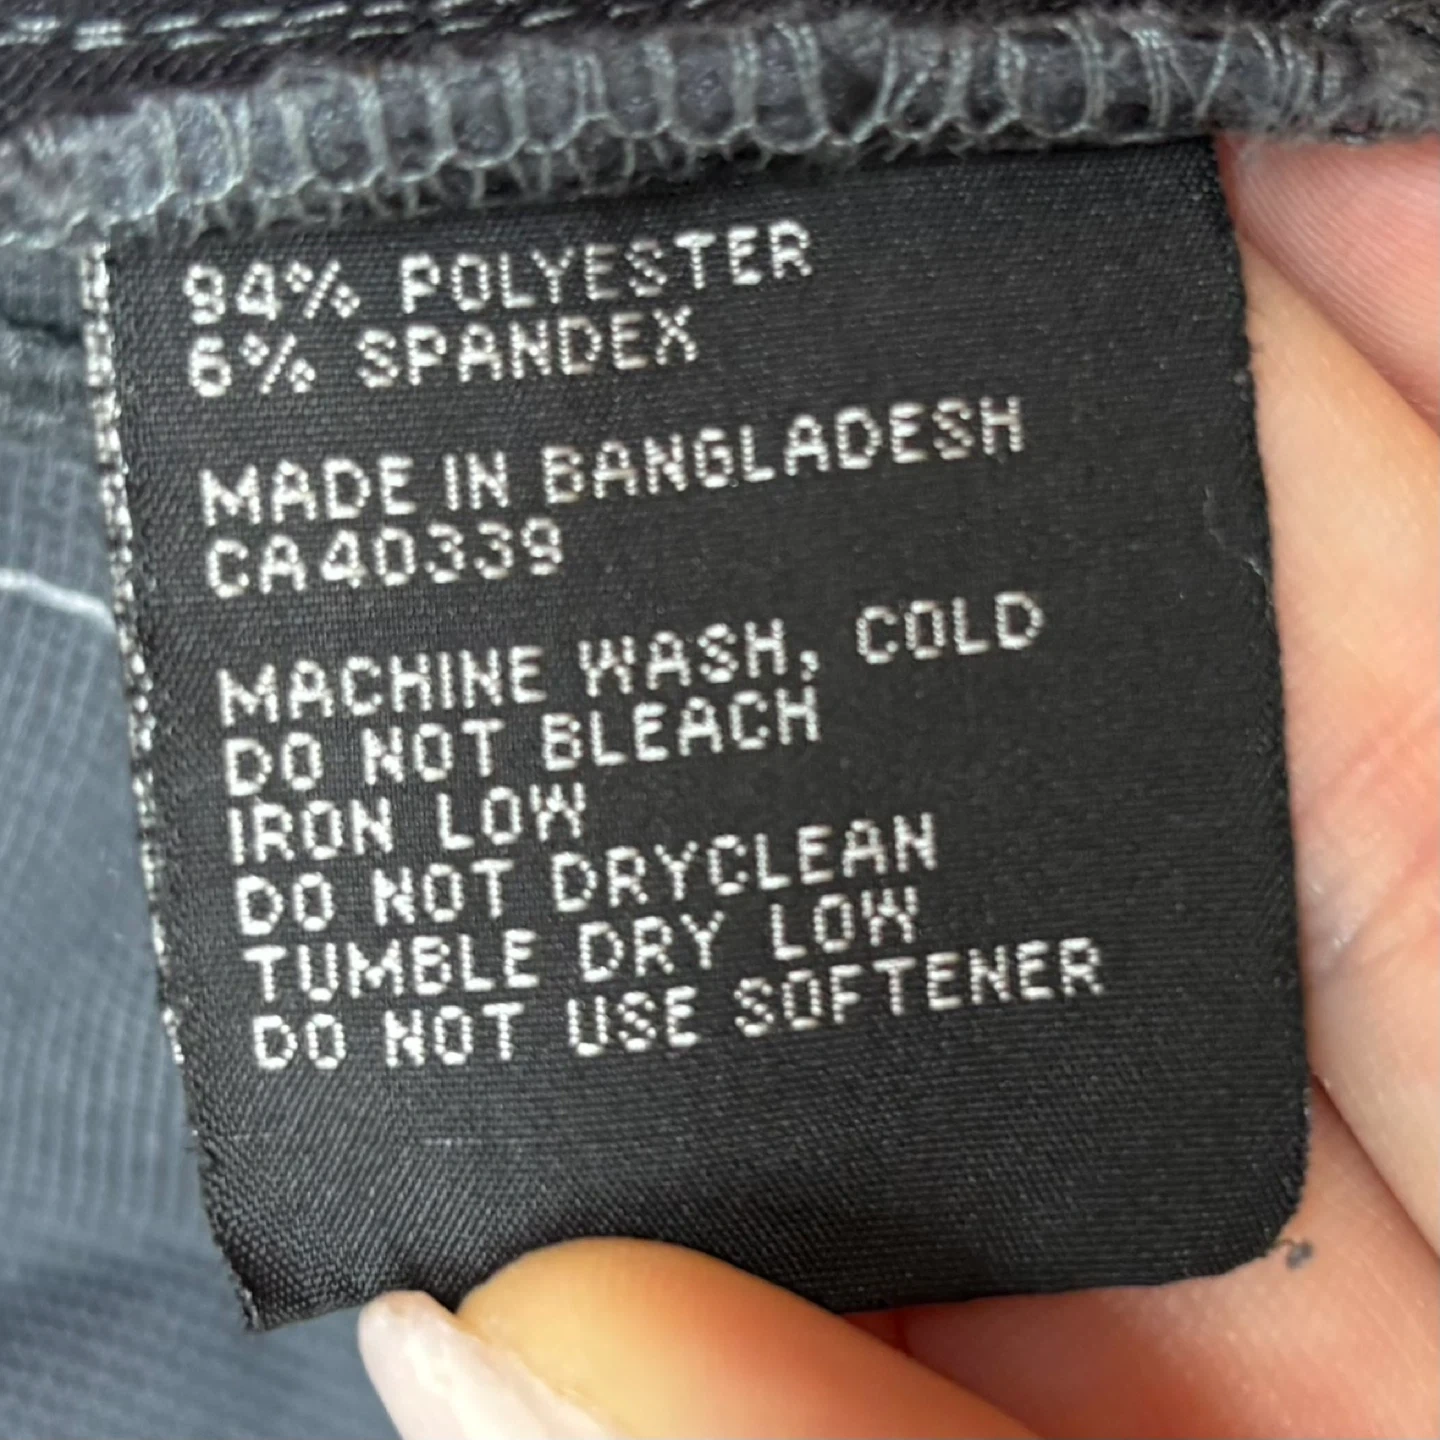 94% POLYESTER
6% SPANDEX
MADE IN BANGLADESH
CA40339
MACHINE WASH, COLD
DO NOT BLEACH
IRON LOW
DO NOT DRYCLEAN
TUMBLE DRY LOW
DO NOT USE SOFTENER